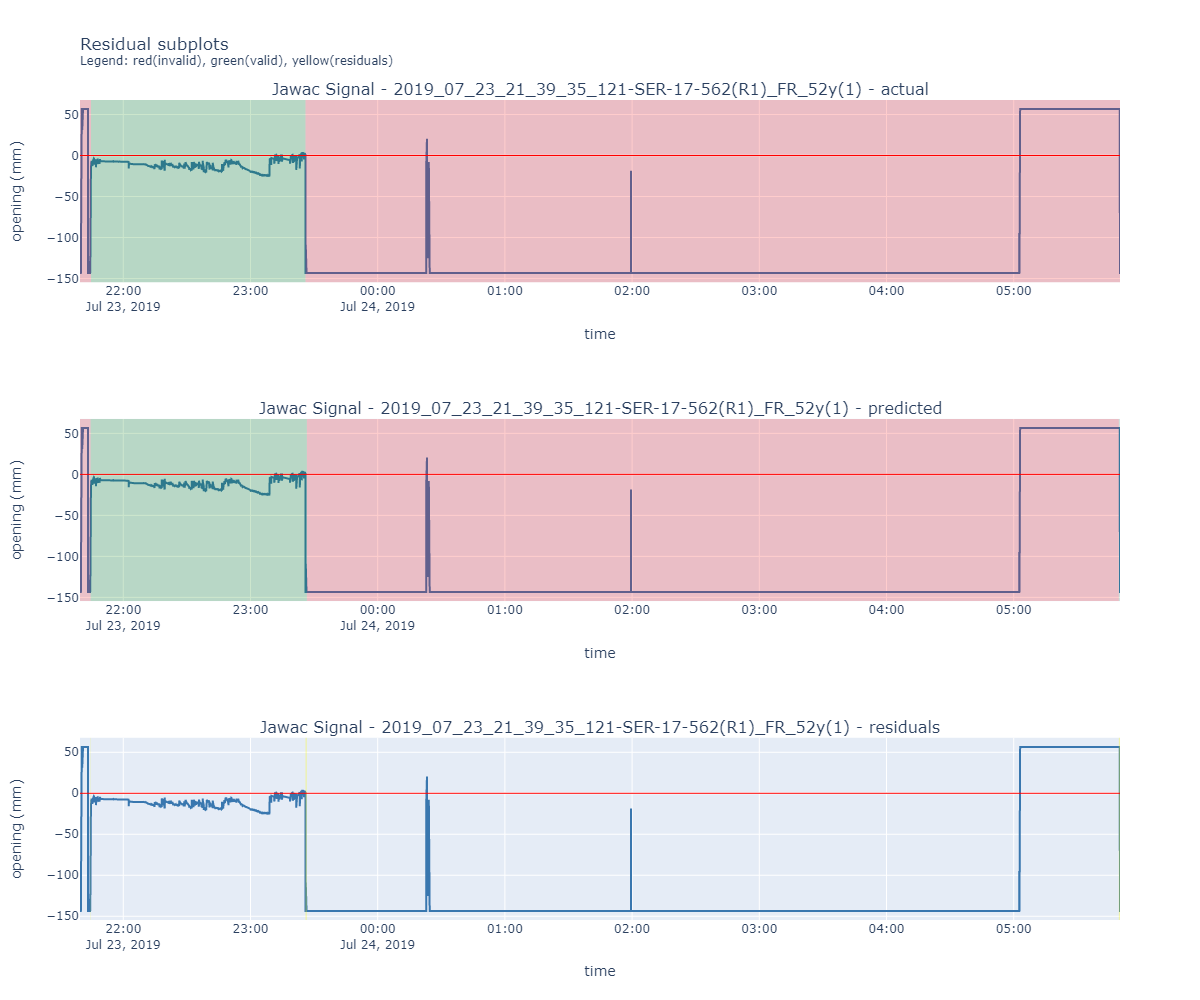 Residual subplots
Legend: red(invalid), green(valid), yellow(residuals)
Jawac Signal - 2019_07_23_21_39_35_121-SER-17-562(R1)_FR_52y(1) - actual
50
0
−50
−100
−150
opening (mm)
22:00 23:00 00:00 01:00 02:00 03:00 04:00 05:00
Jul 23, 2019 Jul 24, 2019
time
Jawac Signal - 2019_07_23_21_39_35_121-SER-17-562(R1)_FR_52y(1) - predicted
50
0
−50
−100
−150
opening (mm)
22:00 23:00 00:00 01:00 02:00 03:00 04:00 05:00
Jul 23, 2019 Jul 24, 2019
time
Jawac Signal - 2019_07_23_21_39_35_121-SER-17-562(R1)_FR_52y(1) - residuals
50
0
−50
−100
−150
opening (mm)
22:00 23:00 00:00 01:00 02:00 03:00 04:00 05:00
Jul 23, 2019 Jul 24, 2019
time